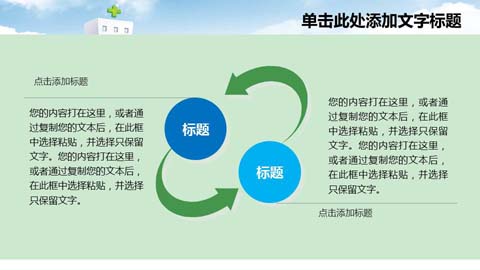 单击此处添加文字标题
点击添加标题
您的内容打在这里，或者通
过复制您的文本后，在此框
中选择粘贴，并选择只保留
文字。您的内容打在这里，
或者通过复制您的文本后，
在此框中选择粘贴，并选择
只保留文字。
标题
标题
您的内容打在这里，或者通
过复制您的文本后，在此框
中选择粘贴，并选择只保留
文字。您的内容打在这里，
或者通过复制您的文本后，
在此框中选择粘贴，并选择
只保留文字。
点击添加标题